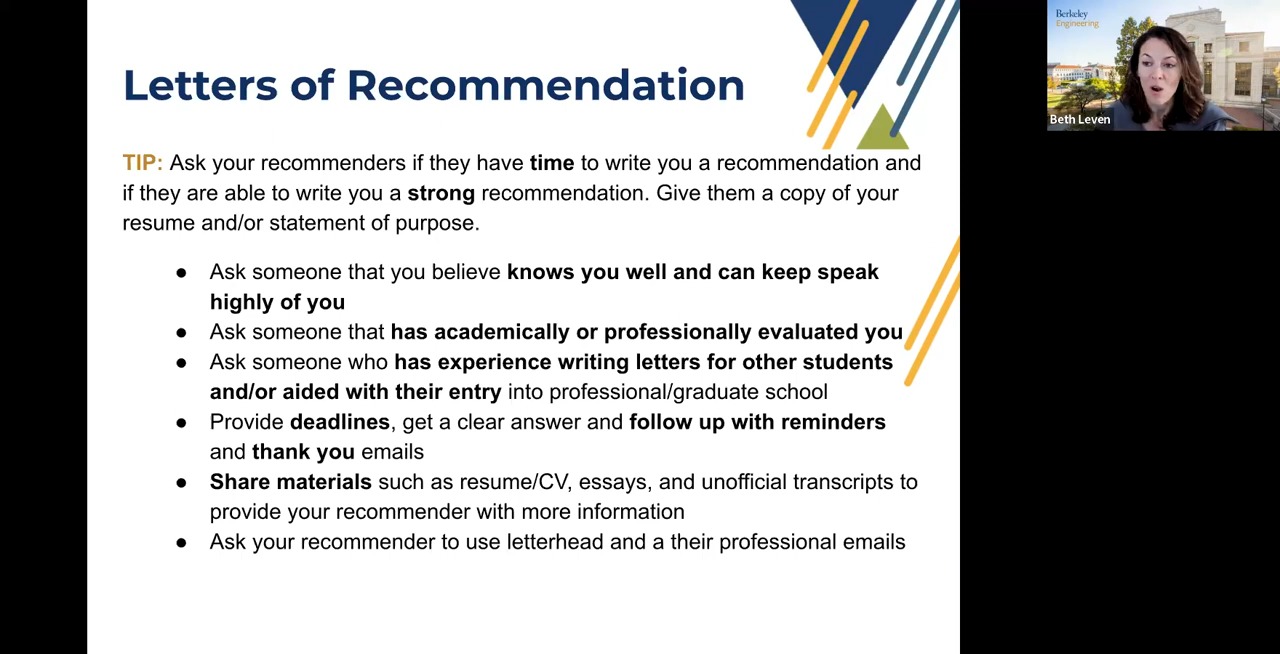 Letters of Recommendation
TIP: Ask your recommenders if they have time to write you a recommendation and
if they are able to write you a strong recommendation. Give them a copy of your
resume and/or statement of purpose.
● Ask someone that you believe knows you well and can keep speak
highly of you
● Ask someone that has academically or professionally evaluated you
● Ask someone who has experience writing letters for other students
and/or aided with their entry into professional/graduate school
● Provide deadlines, get a clear answer and follow up with reminders
and thank you emails
● Share materials such as resume/CV, essays, and unofficial transcripts to
provide your recommender with more information
● Ask your recommender to use letterhead and a their professional emails
Berkeley
Engineering
Beth Leven